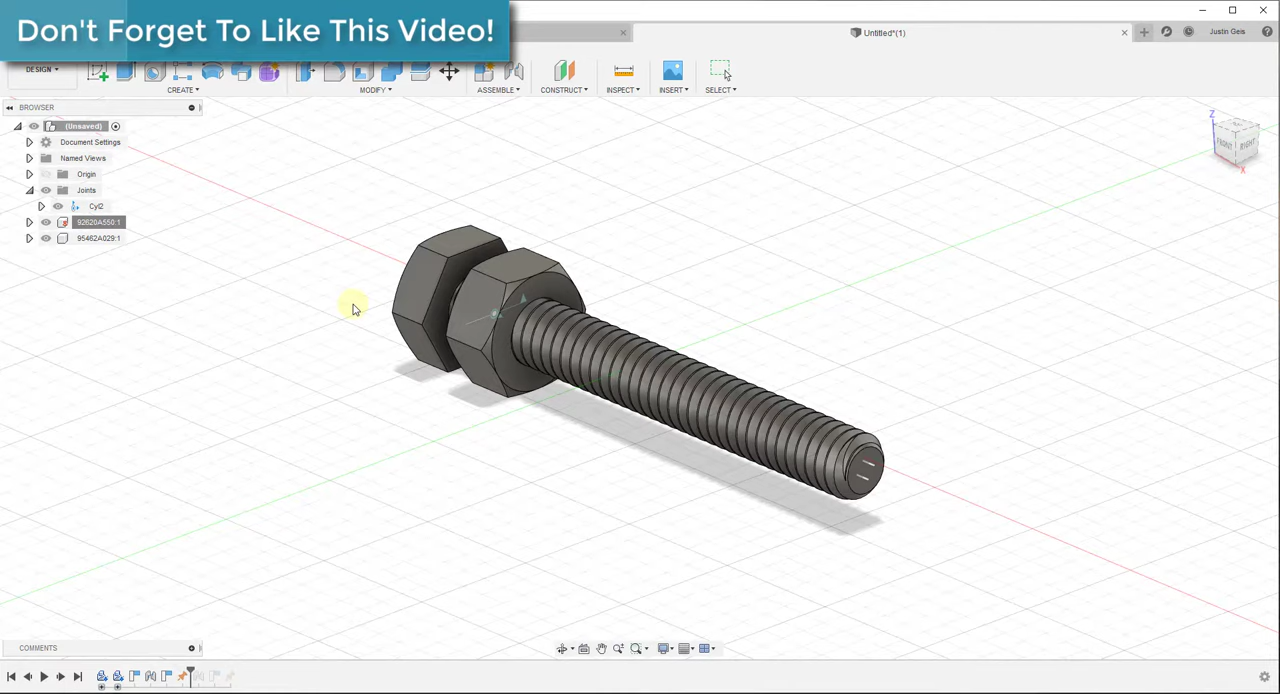 Don't Forget To Like This Video!
Untitled*(1)
Justin Geis
DESIGN
CREATE
MODIFY
ASSEMBLE
CONSTRUCT
INSPECT
INSERT
SELECT
BROWSER
(Unsaved)
Document Settings
Named Views
Origin
Joints
Cyl2
92620A550:1
95462A029:1
Z
TOP
FRONT
RIGHT
X
COMMENTS